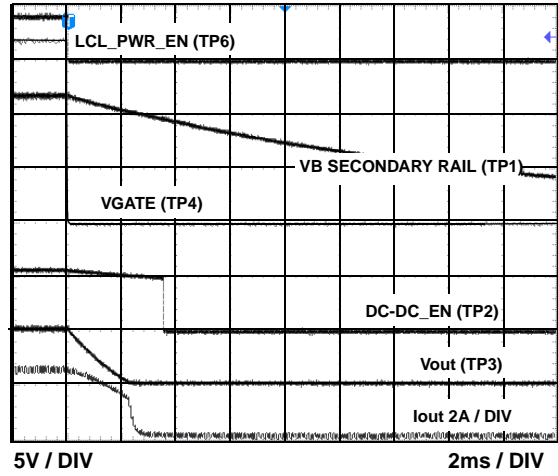 T
LCL_PWR_EN (TP6)
VB SECONDARY RAIL (TP1)
VGATE (TP4)
DC-DC_EN (TP2)
Vout (TP3)
Iout 2A / DIV
5V / DIV
2ms / DIV